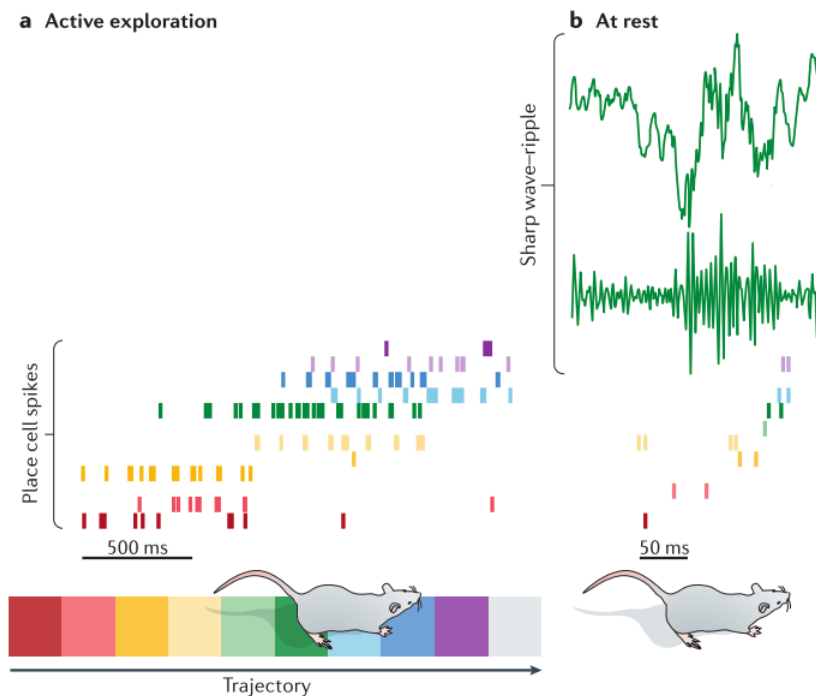 a Active exploration
b At rest
Sharp wave–ripple
Place cell spikes
500 ms
50 ms
Trajectory